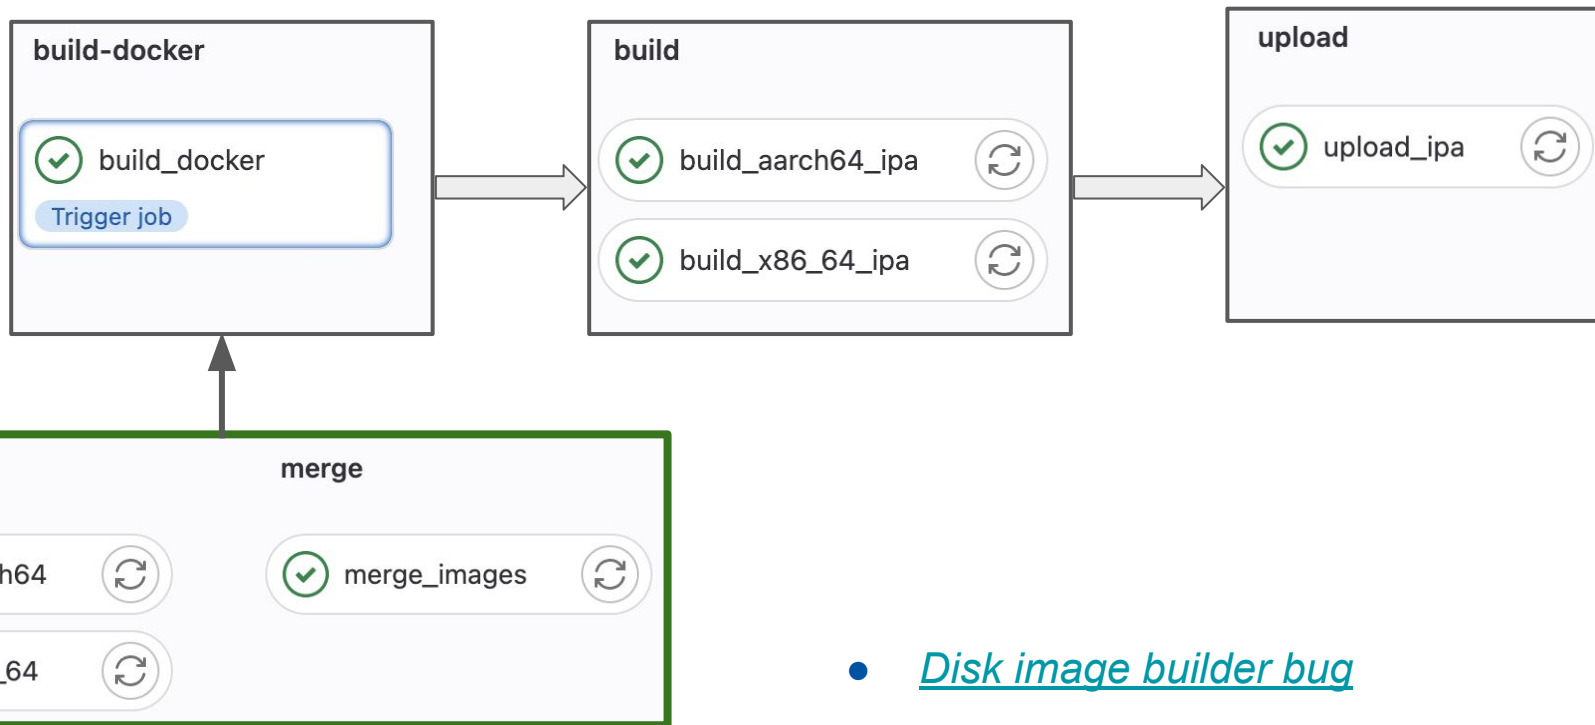 build-docker
build_docker
Trigger job
build
build_aarch64_ipa
build_x86_64_ipa
upload
upload_ipa
merge
h64
_64
merge_images
Disk image builder bug